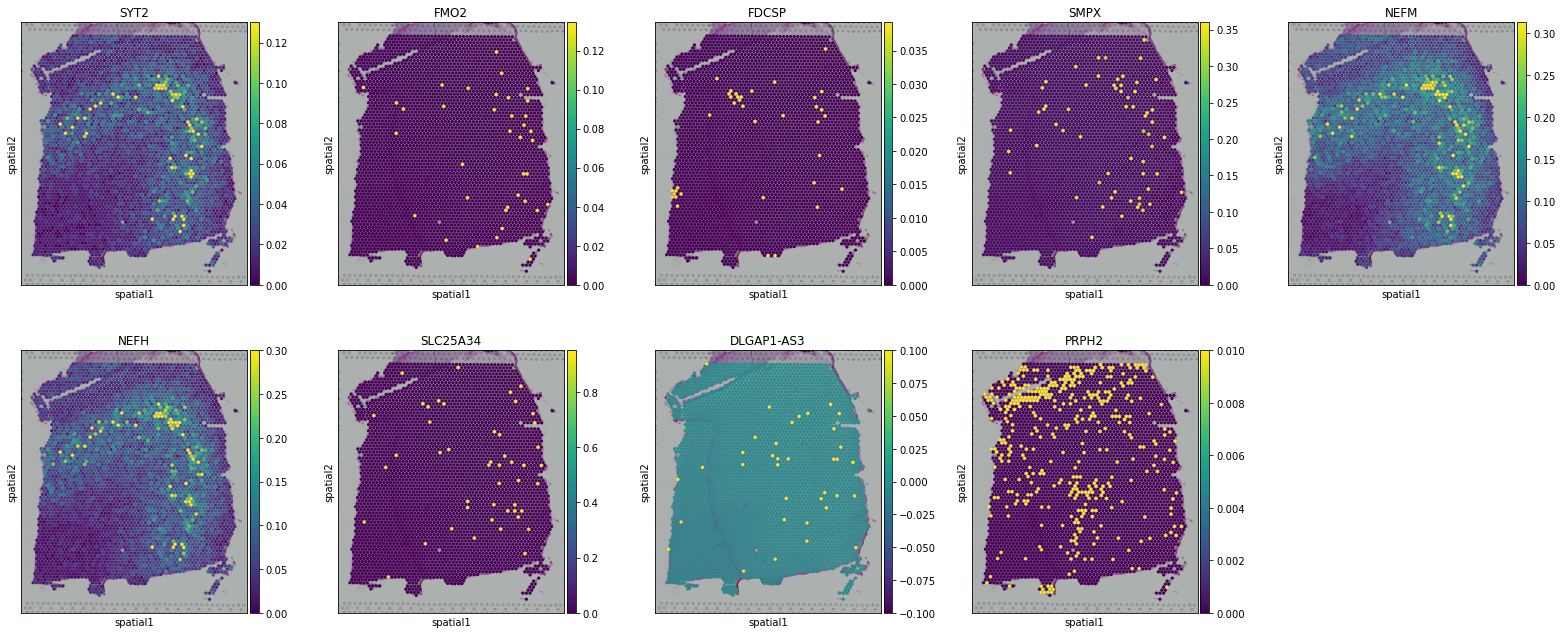 SYT2
0.12
0.10
0.08
0.06
0.04
0.02
0.00
spatial2
spatial1
FMO2
0.12
0.10
0.08
0.06
0.04
0.02
0.00
spatial2
spatial1
FDCSP
0.035
0.030
0.025
0.020
0.015
0.010
0.005
0.000
spatial2
spatial1
SMPX
0.35
0.30
0.25
0.20
0.15
0.10
0.05
0.00
spatial2
spatial1
NEFM
0.30
0.25
0.20
0.15
0.10
0.05
0.00
spatial2
spatial1
NEFH
0.30
0.25
0.20
0.15
0.10
0.05
0.00
spatial2
spatial1
SLC25A34
0.8
0.6
0.4
0.2
0.0
spatial2
spatial1
DLGAP1-AS3
0.100
0.075
0.050
0.025
0.000
−0.025
−0.050
−0.075
−0.100
spatial2
spatial1
PRPH2
0.010
0.008
0.006
0.004
0.002
0.000
spatial2
spatial1